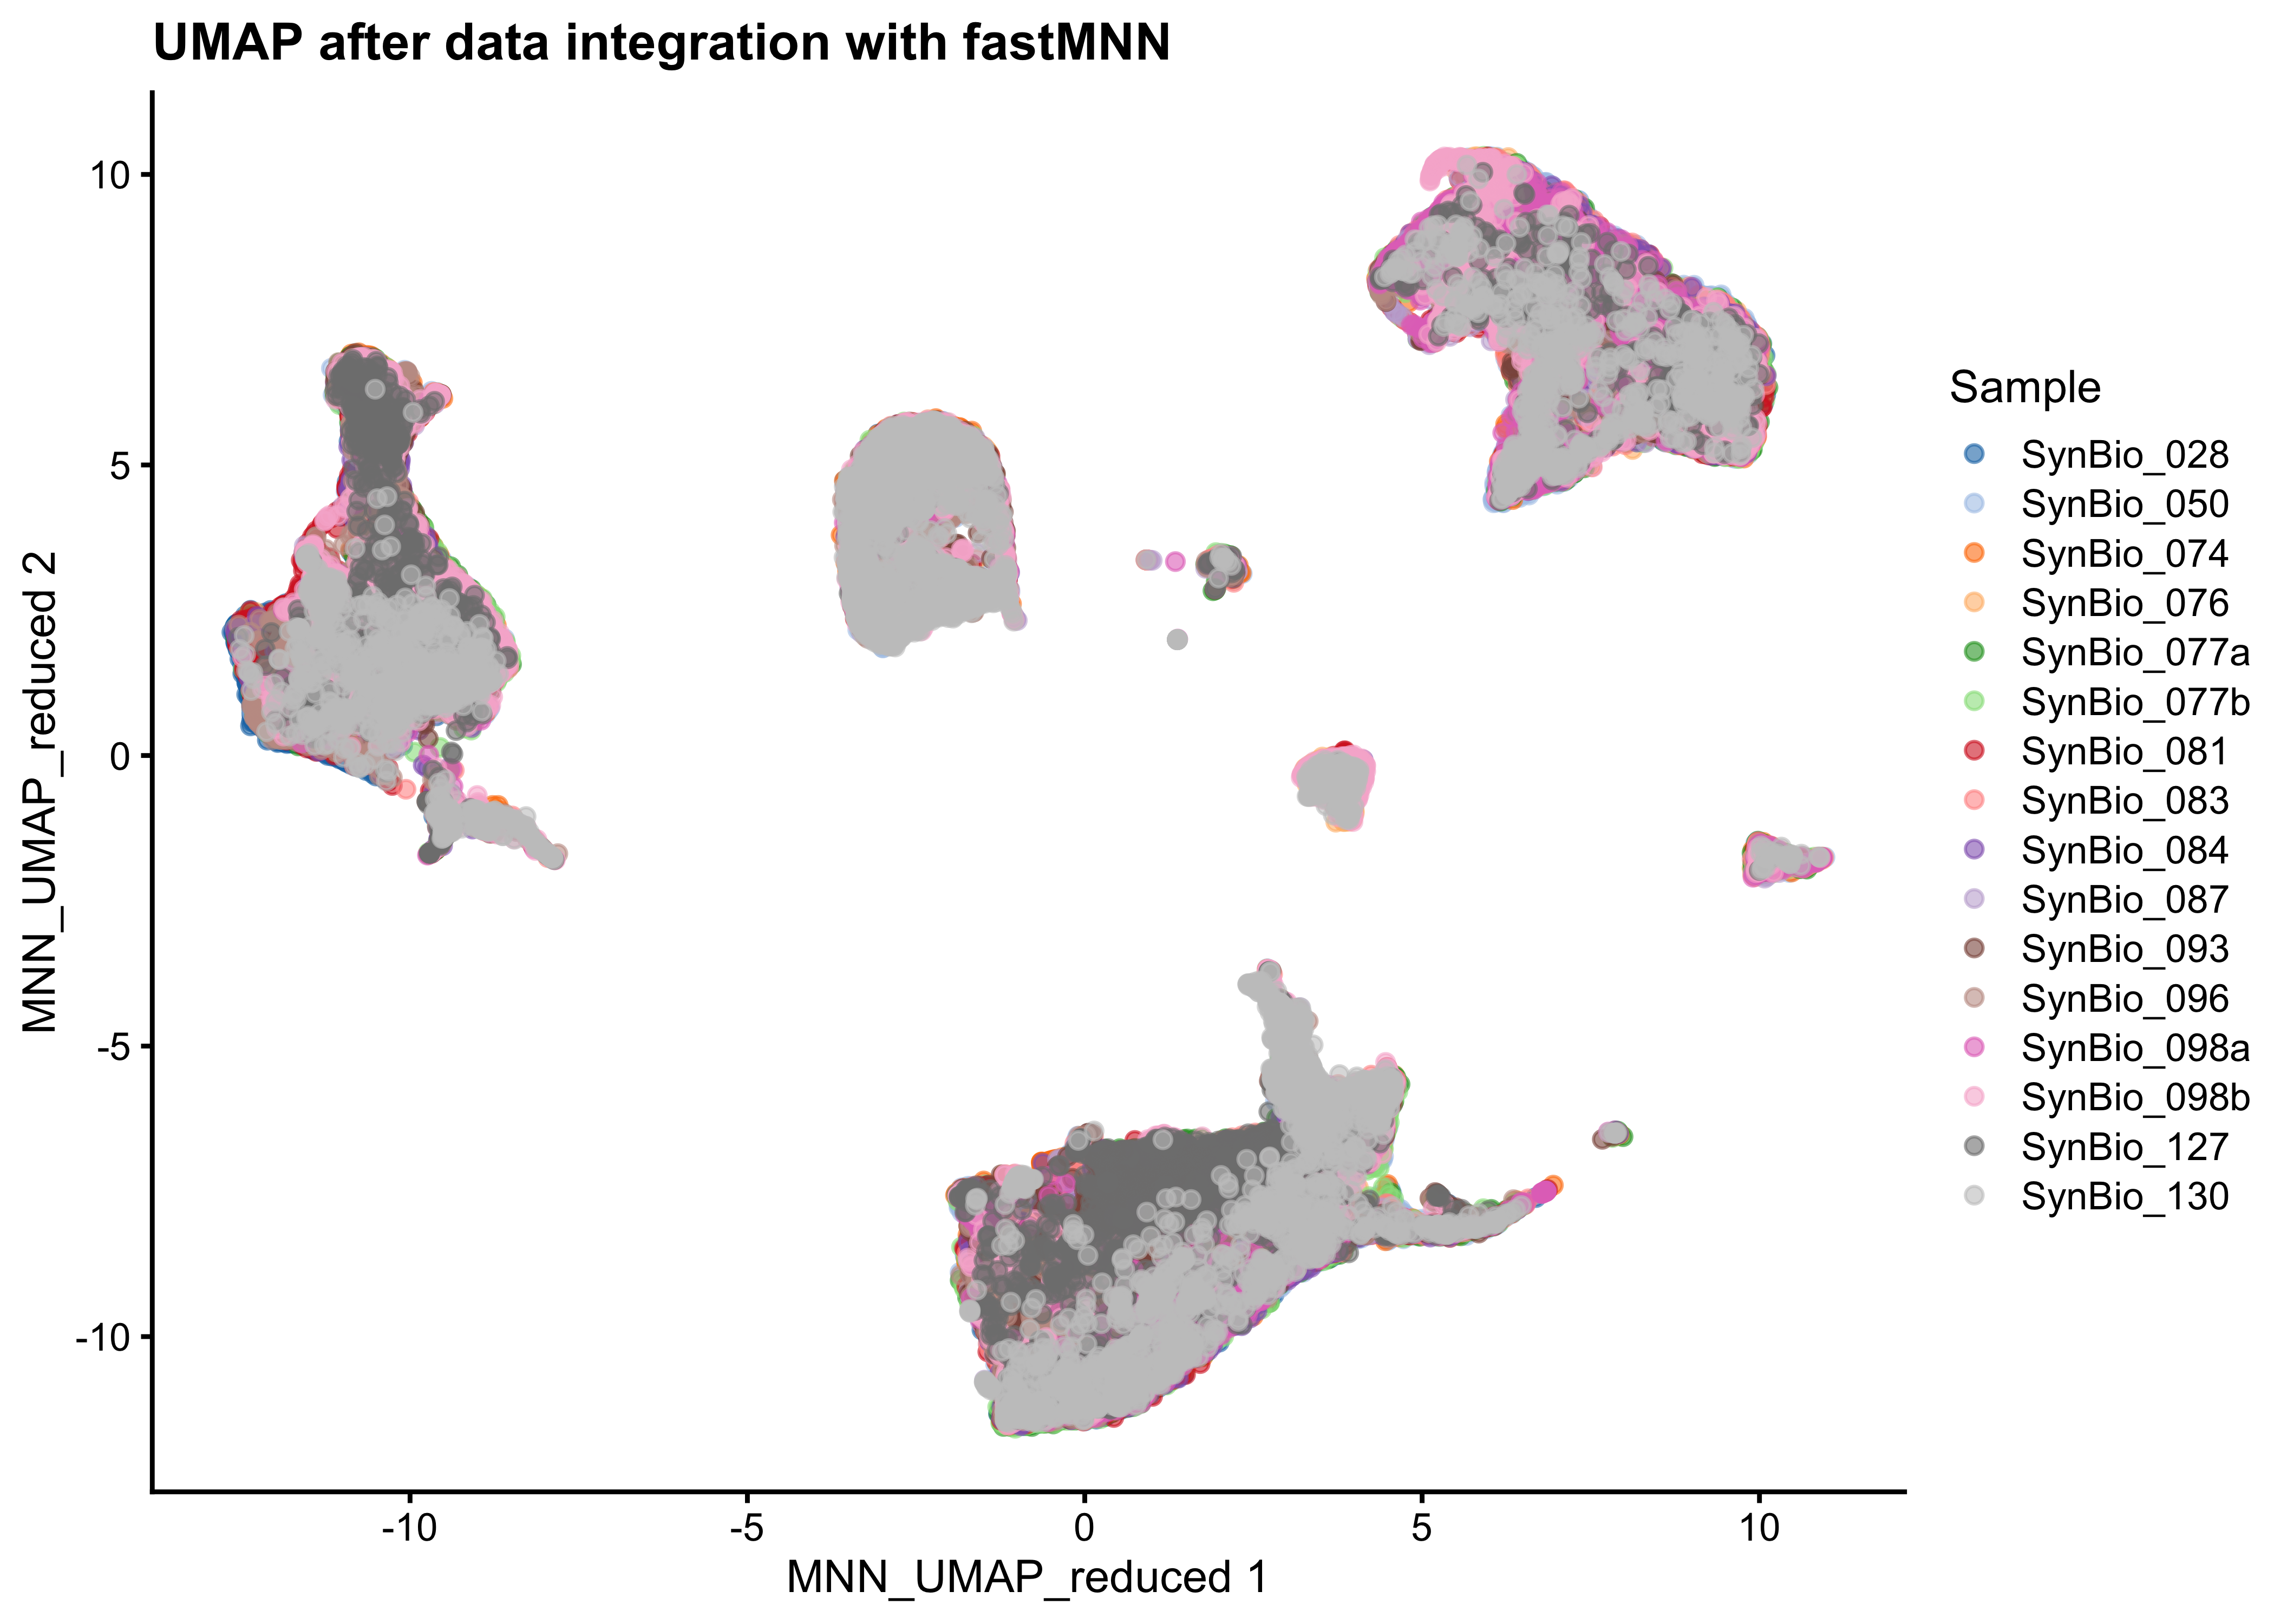 UMAP after data integration with fastMNN
MNN_UMAP_reduced 2
10
5
0
-5
-10
-10
-5
0
5
10
MNN_UMAP_reduced 1
Sample
SynBio_028
SynBio_050
SynBio_074
SynBio_076
SynBio_077a
SynBio_077b
SynBio_081
SynBio_083
SynBio_084
SynBio_087
SynBio_093
SynBio_096
SynBio_098a
SynBio_098b
SynBio_127
SynBio_130